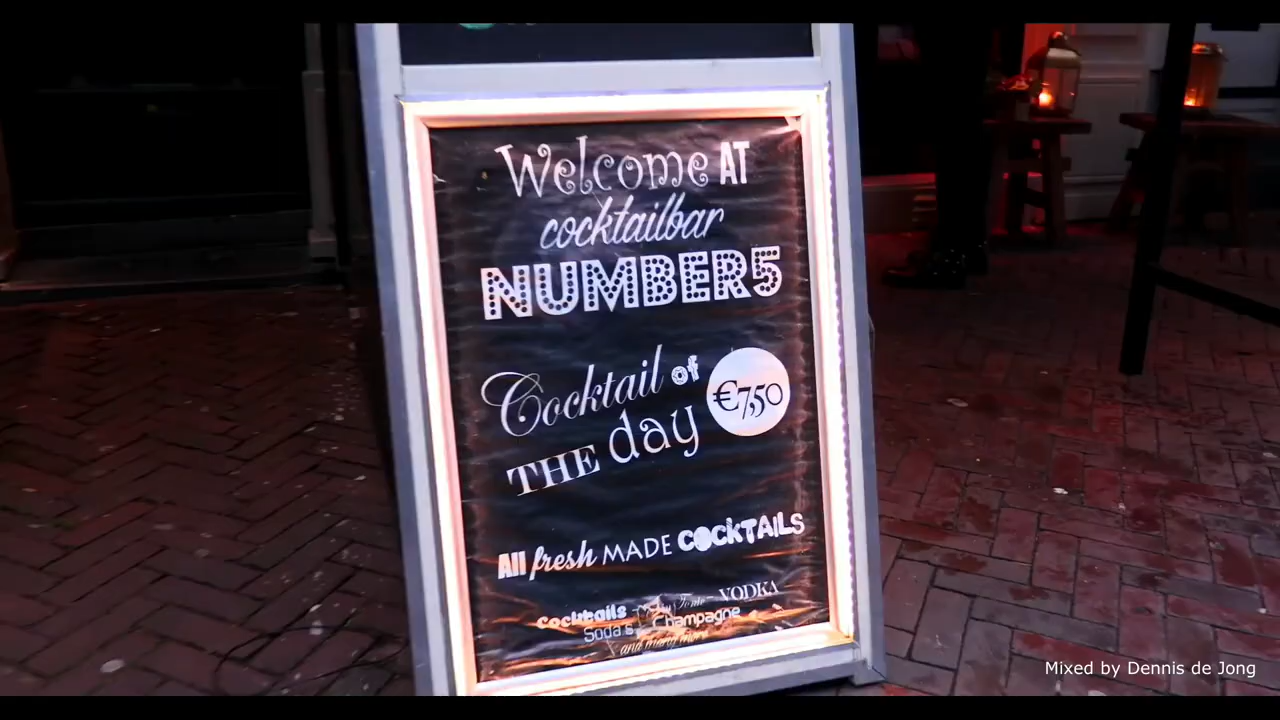 Welcome AT
cocktailbar
NUMBER5
Cocktail of
THE day
€7,50
All fresh MADE COCKTAILS
cocktails Tonic VODKA
Soda's Champagne
and many more
Mixed by Dennis de Jong